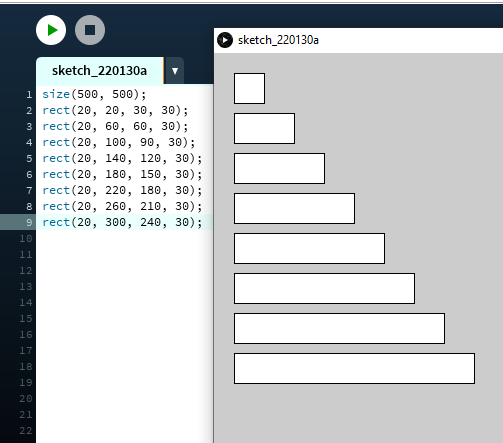 sketch_220130a
sketch_220130a ▼
1 size(500, 500);
2 rect(20, 20, 30, 30);
3 rect(20, 60, 60, 30);
4 rect(20, 100, 90, 30);
5 rect(20, 140, 120, 30);
6 rect(20, 180, 150, 30);
7 rect(20, 220, 180, 30);
8 rect(20, 260, 210, 30);
9 rect(20, 300, 240, 30);
10
11
12
13
14
15
16
17
18
19
20
21
22